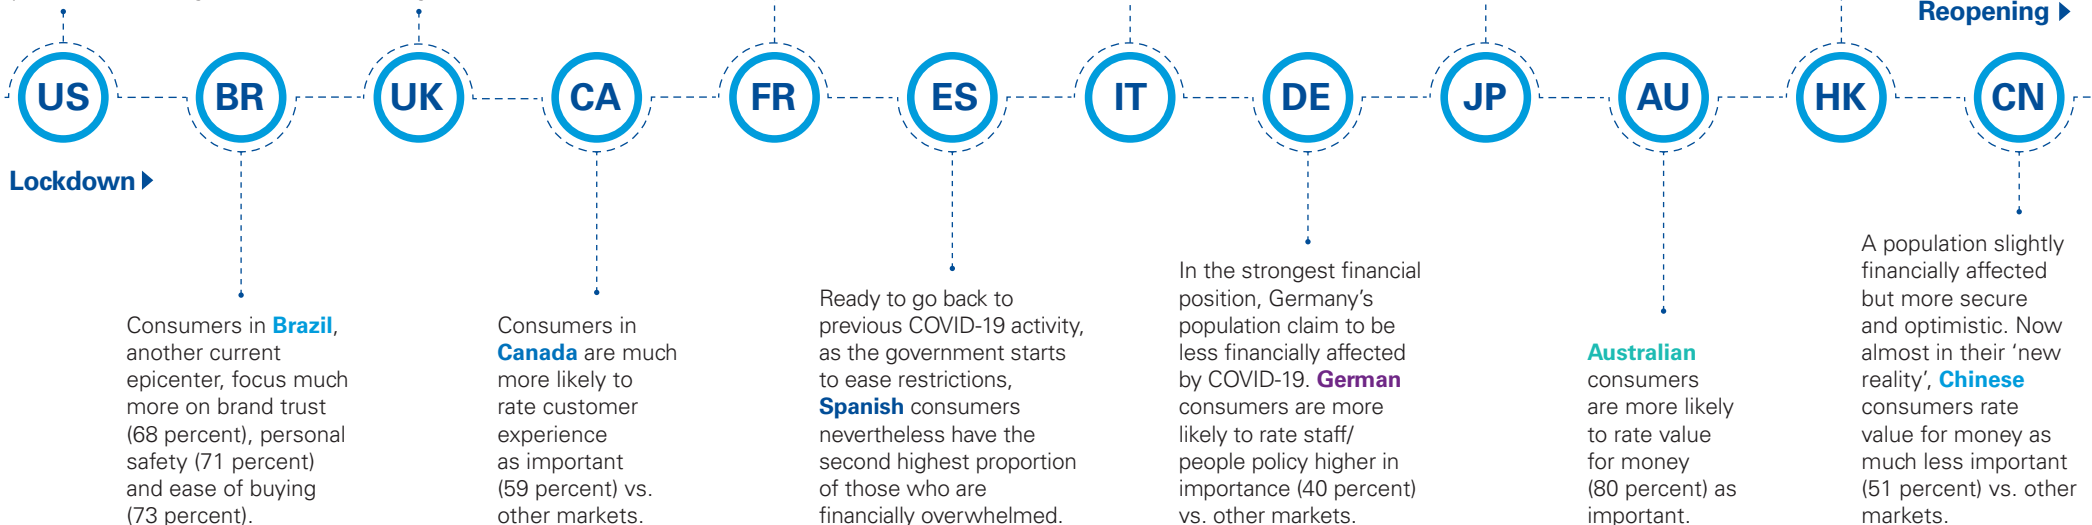 Reopening
US
BR
UK
CA
FR
ES
IT
DE
JP
AU
HK
CN
Lockdown
Consumers in Brazil,
another current
epicenter, focus much
more on brand trust
(68 percent), personal
safety (71 percent)
and ease of buying
(73 percent).
Consumers in
Canada are much
more likely to
rate customer
experience
as important
(59 percent) vs.
other markets.
Ready to go back to
previous COVID-19 activity,
as the government starts
to ease restrictions,
Spanish consumers
nevertheless have the
second highest proportion
of those who are
financially overwhelmed.
In the strongest financial
position, Germany’s
population claim to be
less financially affected
by COVID-19. German
consumers are more
likely to rate staff/
people policy higher in
importance (40 percent)
vs. other markets.
Australian
consumers
are more likely
to rate value
for money
(80 percent) as
important.
A population slightly
financially affected
but more secure
and optimistic. Now
almost in their ‘new
reality’, Chinese
consumers rate
value for money as
much less important
(51 percent) vs. other
markets.